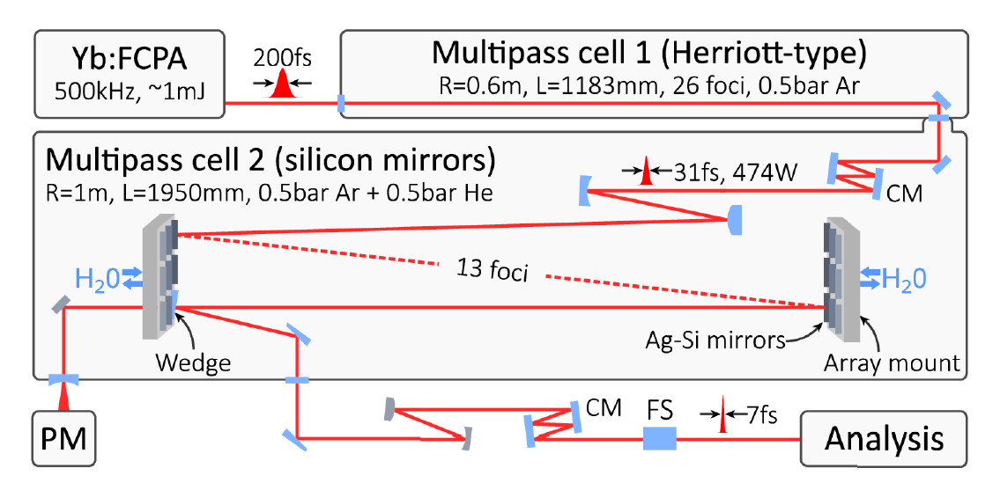 Yb:FCPA
500kHz, ~1mJ
200fs
Multipass cell 1 (Herriott-type)
R=0.6m, L=1183mm, 26 foci, 0.5bar Ar
Multipass cell 2 (silicon mirrors)
R=1m, L=1950mm, 0.5bar Ar + 0.5bar He
31fs, 474W
CM
13 foci
H20
H20
Wedge
Ag-Si mirrors
Array mount
PM
CM
FS
7fs
Analysis